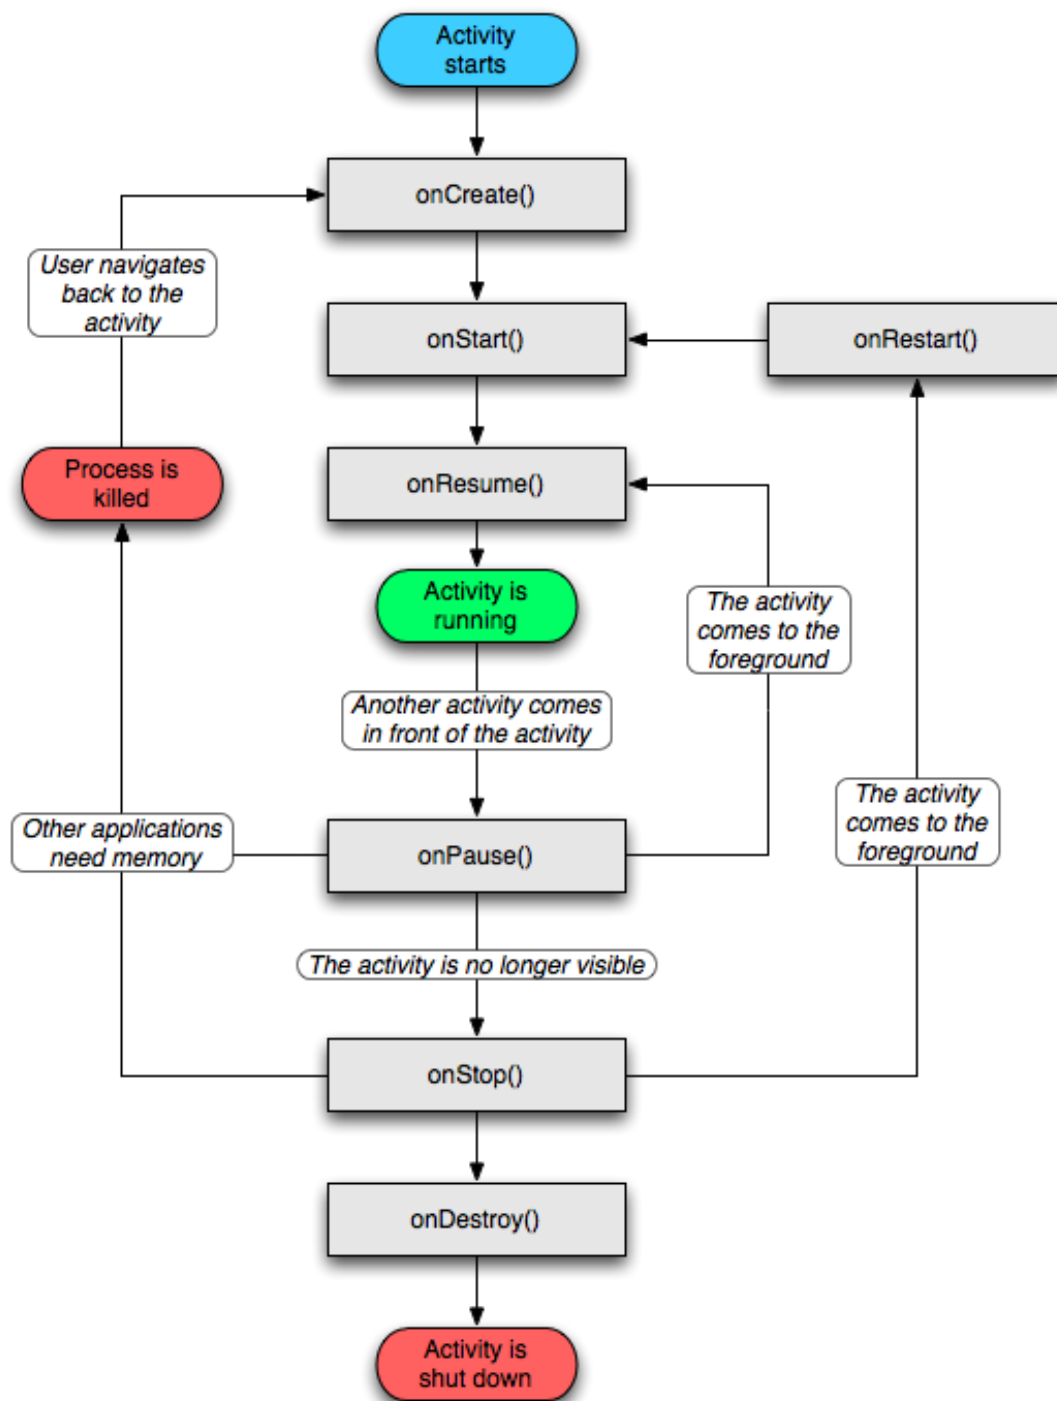 Activity
starts
onCreate()
User navigates
back to the
activity
onStart()
onRestart()
Process is
killed
onResume()
Activity is
running
The activity
comes to the
foreground
Another activity comes
in front of the activity
The activity
comes to the
foreground
Other applications
need memory
onPause()
The activity is no longer visible
onStop()
onDestroy()
Activity is
shut down